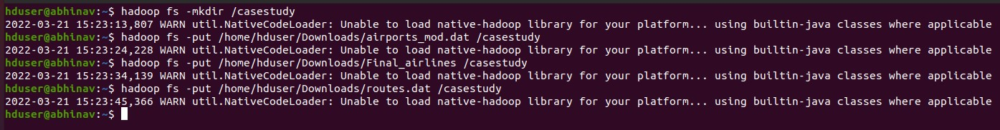 hduser@abhinav:~$ hadoop fs -mkdir /casestudy
2022-03-21 15:23:13,807 WARN util.NativeCodeLoader: Unable to load native-hadoop library for your platform... using builtin-java classes where applicable
hduser@abhinav:~$ hadoop fs -put /home/hduser/Downloads/airports_mod.dat /casestudy
2022-03-21 15:23:24,228 WARN util.NativeCodeLoader: Unable to load native-hadoop library for your platform... using builtin-java classes where applicable
hduser@abhinav:~$ hadoop fs -put /home/hduser/Downloads/Final_airlines /casestudy
2022-03-21 15:23:34,139 WARN util.NativeCodeLoader: Unable to load native-hadoop library for your platform... using builtin-java classes where applicable
hduser@abhinav:~$ hadoop fs -put /home/hduser/Downloads/routes.dat /casestudy
2022-03-21 15:23:45,366 WARN util.NativeCodeLoader: Unable to load native-hadoop library for your platform... using builtin-java classes where applicable
hduser@abhinav:~$